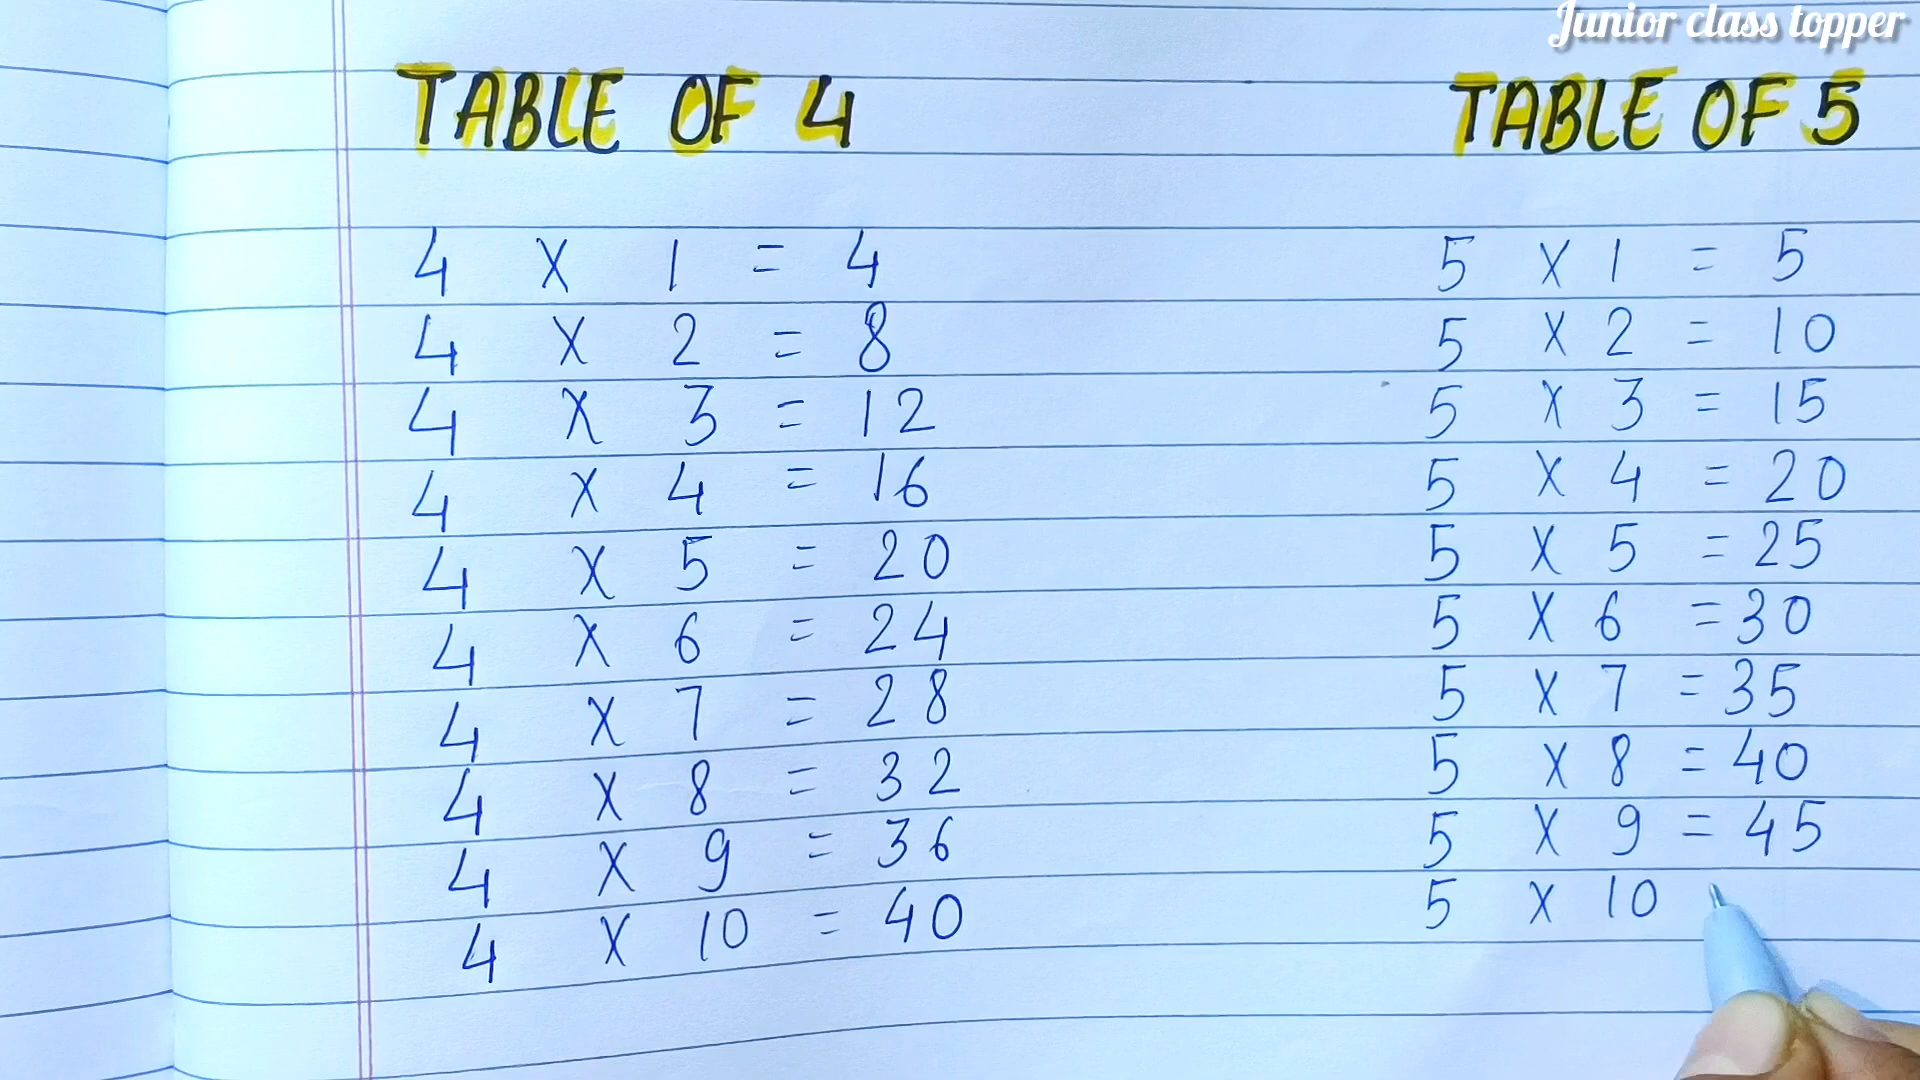 Junior class topper
TABLE OF 4
4 X 1 = 4
4 X 2 = 8
4 X 3 = 12
4 X 4 = 16
4 X 5 = 20
4 X 6 = 24
4 X 7 = 28
4 X 8 = 32
4 X 9 = 36
4 X 10 = 40
TABLE OF 5
5 X 1 = 5
5 X 2 = 10
5 X 3 = 15
5 X 4 = 20
5 X 5 = 25
5 X 6 = 30
5 X 7 = 35
5 X 8 = 40
5 X 9 = 45
5 X 10